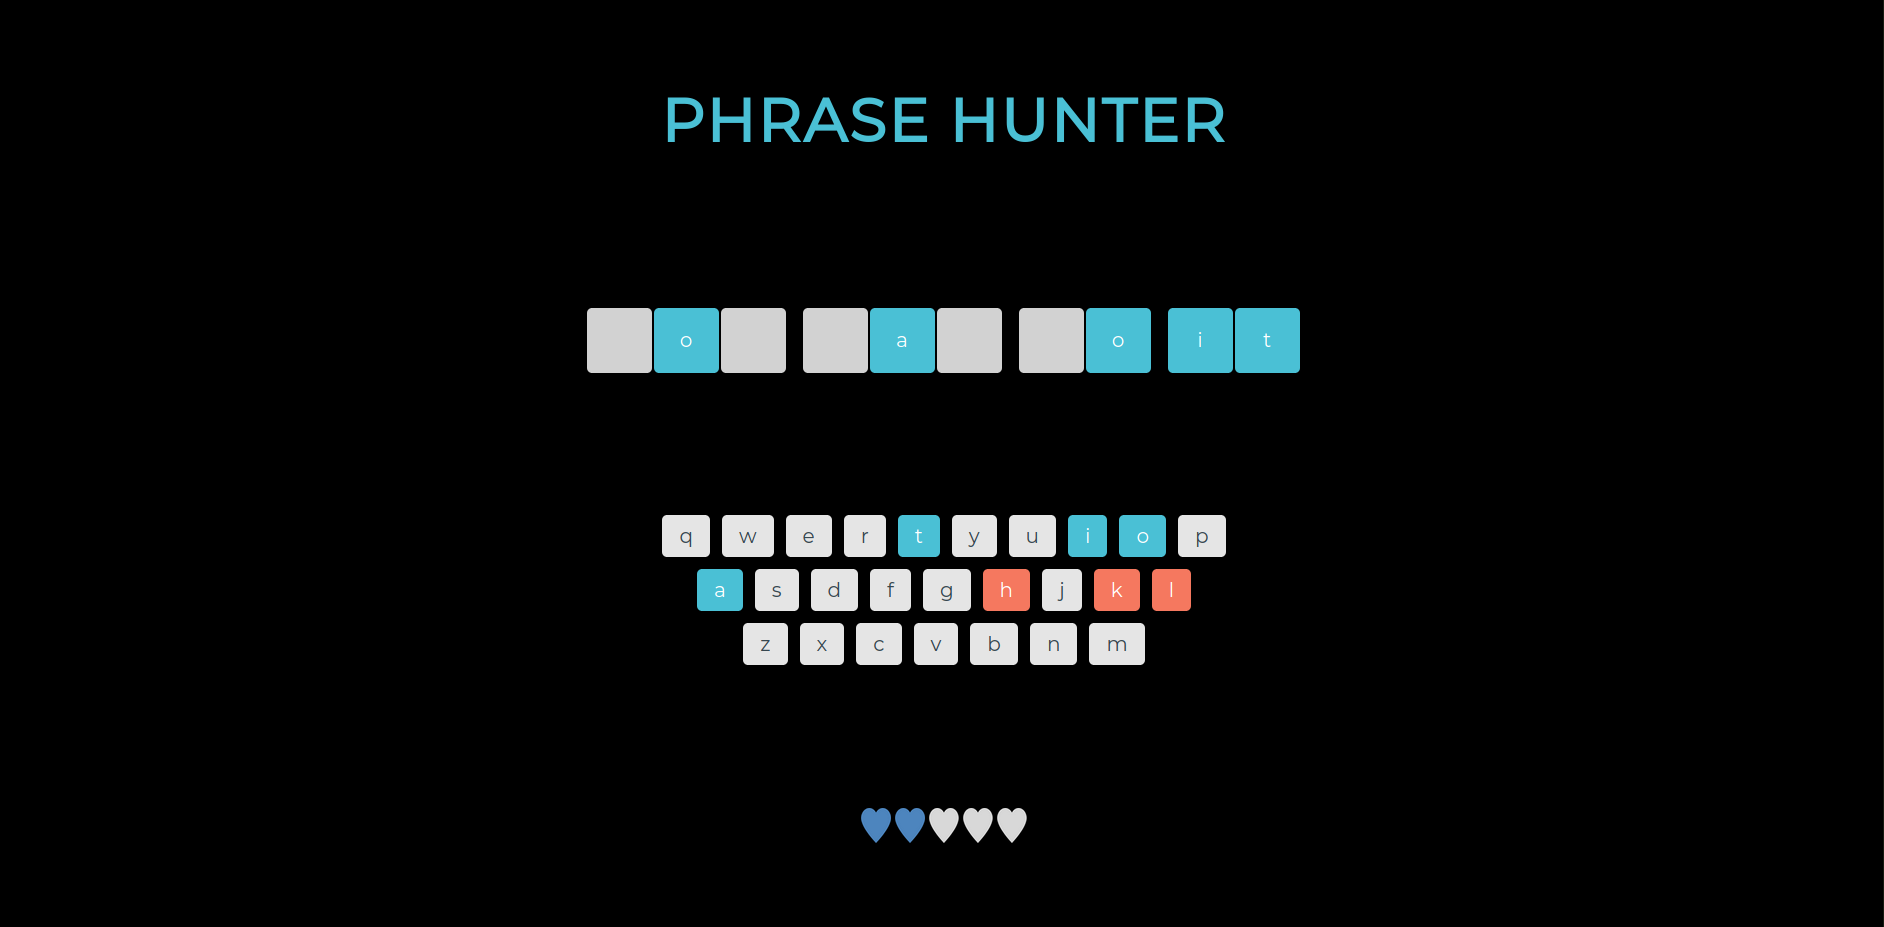 PHRASE HUNTER
o a o i t
q w e r t y u i o p
a s d f g h j k l
z x c v b n m